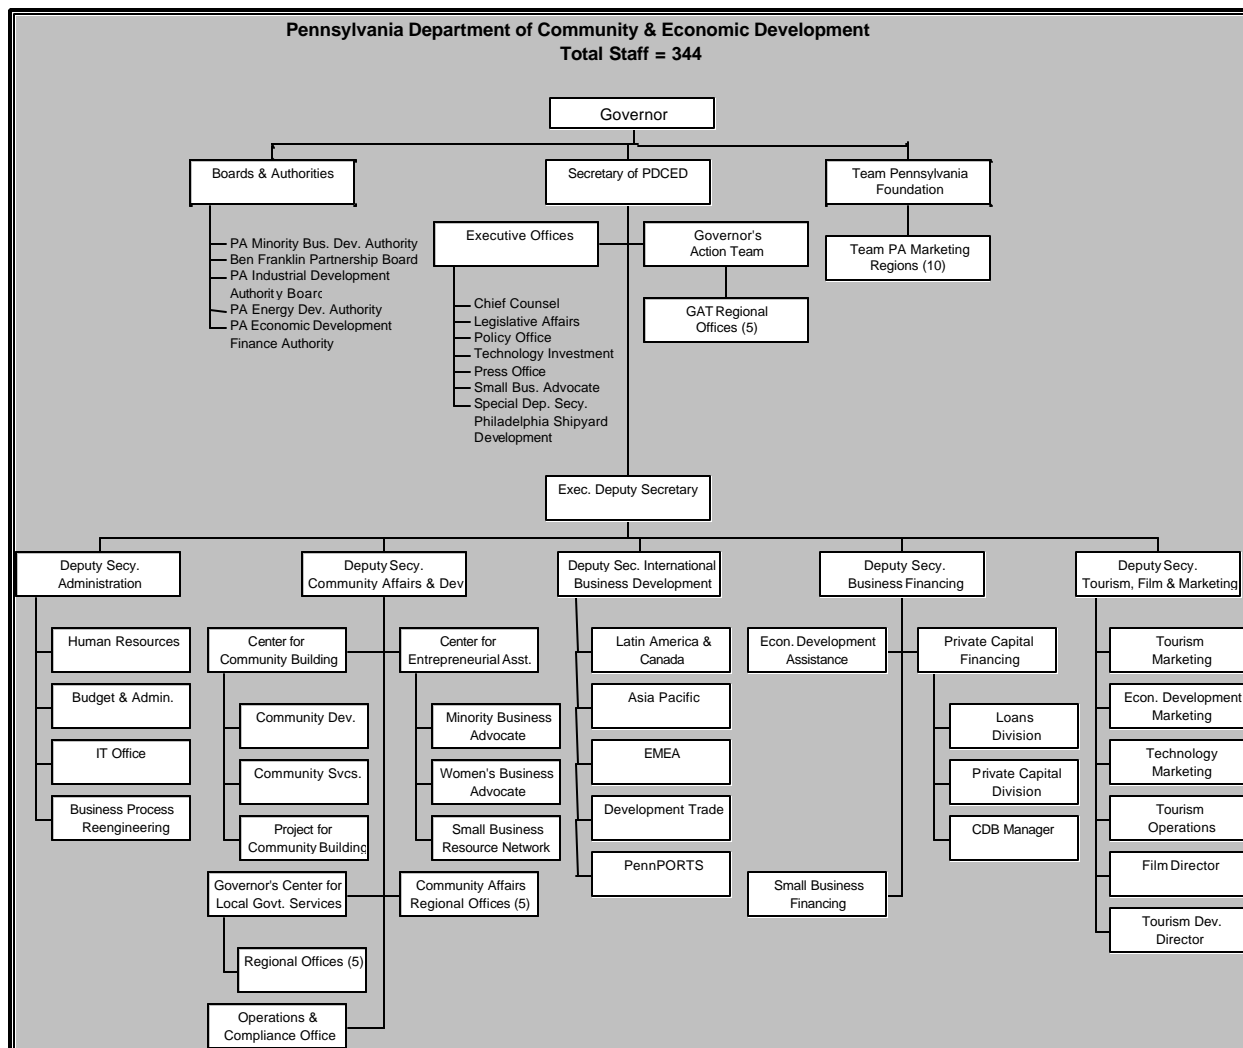 Pennsylvania Department of Community & Economic Development
Total Staff = 344
Governor
Boards & Authorities
Secretary of PDCED
Team Pennsylvania
Foundation
PA Minority Bus. Dev. Authority
Ben Franklin Partnership Board
PA Industrial Development
Authority Board
PA Energy Dev. Authority
PA Economic Development
Finance Authority
Executive Offices
Governor's
Action Team
Team PA Marketing
Regions (10)
Chief Counsel
Legislative Affairs
Policy Office
Technology Investment
Press Office
Small Bus. Advocate
Special Dep. Secy.
Philadelphia Shipyard
Development
GAT Regional
Offices (5)
Exec. Deputy Secretary
Deputy Secy.
Administration
Deputy Secy.
Community Affairs & Dev
Deputy Sec. International
Business Development
Deputy Secy.
Business Financing
Deputy Secy.
Tourism, Film & Marketing
Human Resources
Budget & Admin.
IT Office
Business Process
Reengineering
Center for
Community Building
Center for
Entrepreneurial Asst.
Community Dev.
Community Svcs.
Project for
Community Building
Minority Business
Advocate
Women's Business
Advocate
Small Business
Resource Network
Governor's Center for
Local Govt. Services
Community Affairs
Regional Offices (5)
Regional Offices (5)
Operations &
Compliance Office
Latin America &
Canada
Asia Pacific
EMEA
Development Trade
PennPORTS
Econ. Development
Assistance
Private Capital
Financing
Loans
Division
Private Capital
Division
CDB Manager
Small Business
Financing
Tourism
Marketing
Econ. Development
Marketing
Technology
Marketing
Tourism
Operations
Film Director
Tourism Dev.
Director